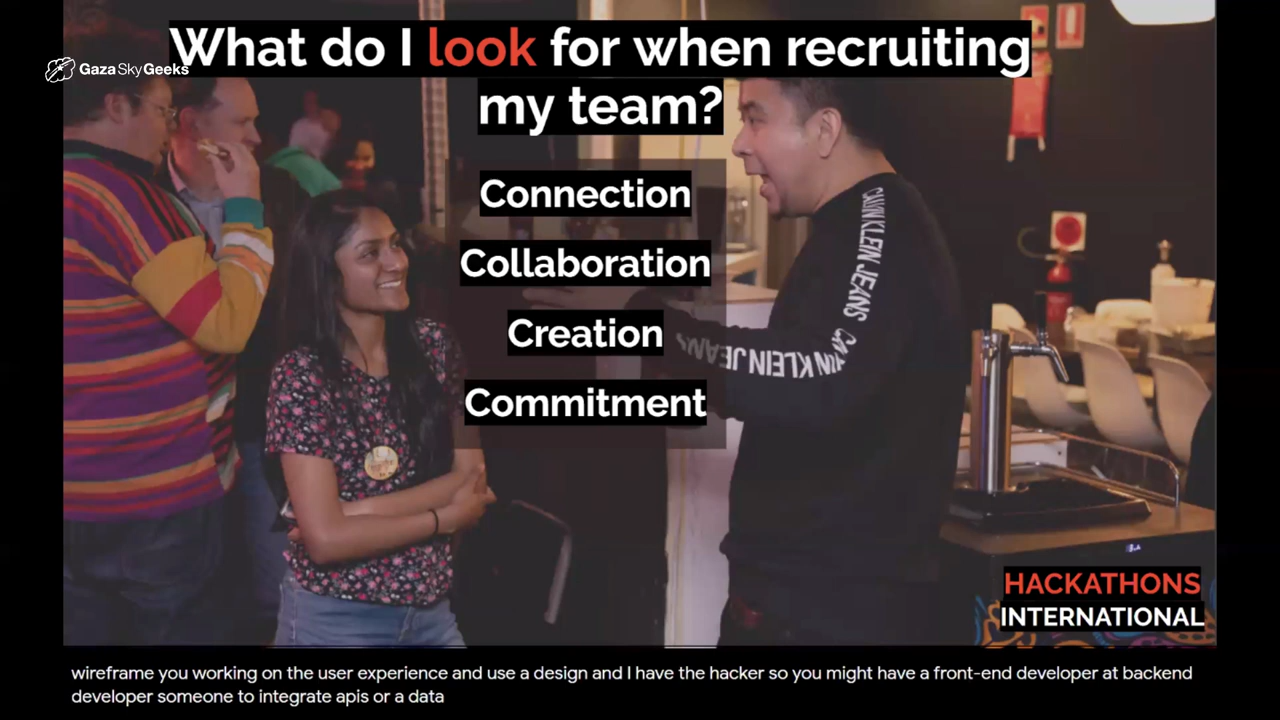 What do I look for when recruiting
my team?
Gaza Sky Geeks
Connection
Collaboration
Creation
Commitment
CALVIN KLEIN JEANS
KLEIN JEANS
HACKATHONS
INTERNATIONAL
wireframe you working on the user experience and use a design and I have the hacker so you might have a front-end developer at backend
developer someone to integrate apis or a data